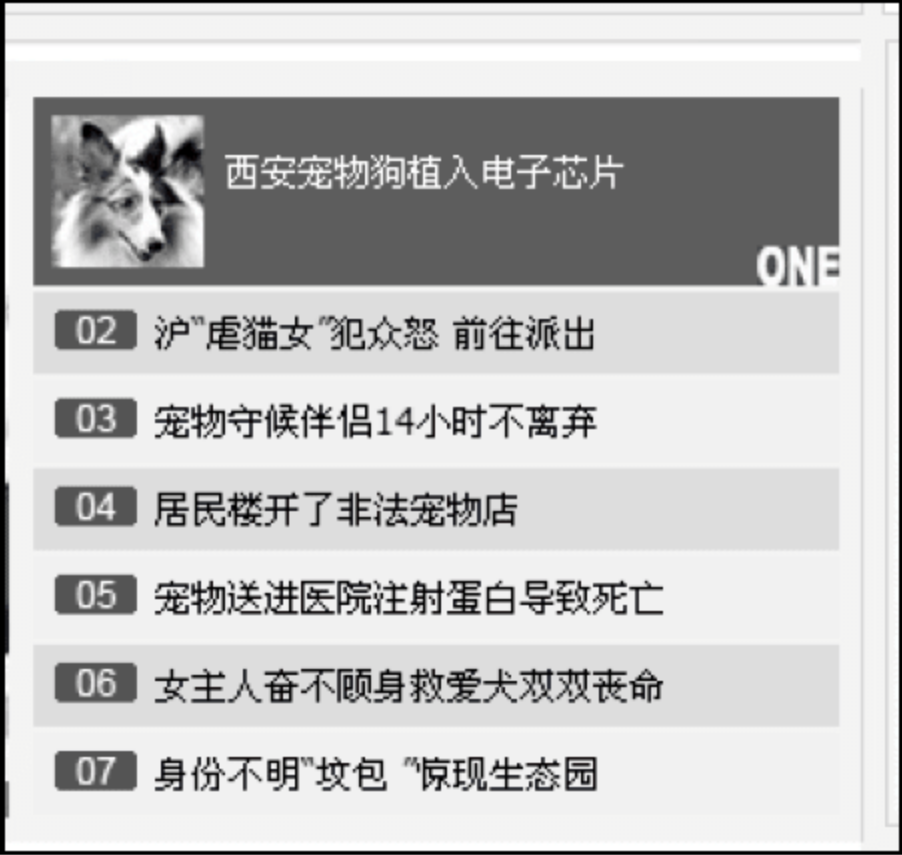 西安宠物狗植入电子芯片
ONE
02 沪"虐猫女"犯众怒 前往派出
03 宠物守候伴侣14小时不离弃
04 居民楼开了非法宠物店
05 宠物送进医院注射蛋白导致死亡
06 女主人奋不顾身救爱犬双双丧命
07 身份不明"坟包 "惊现生态园